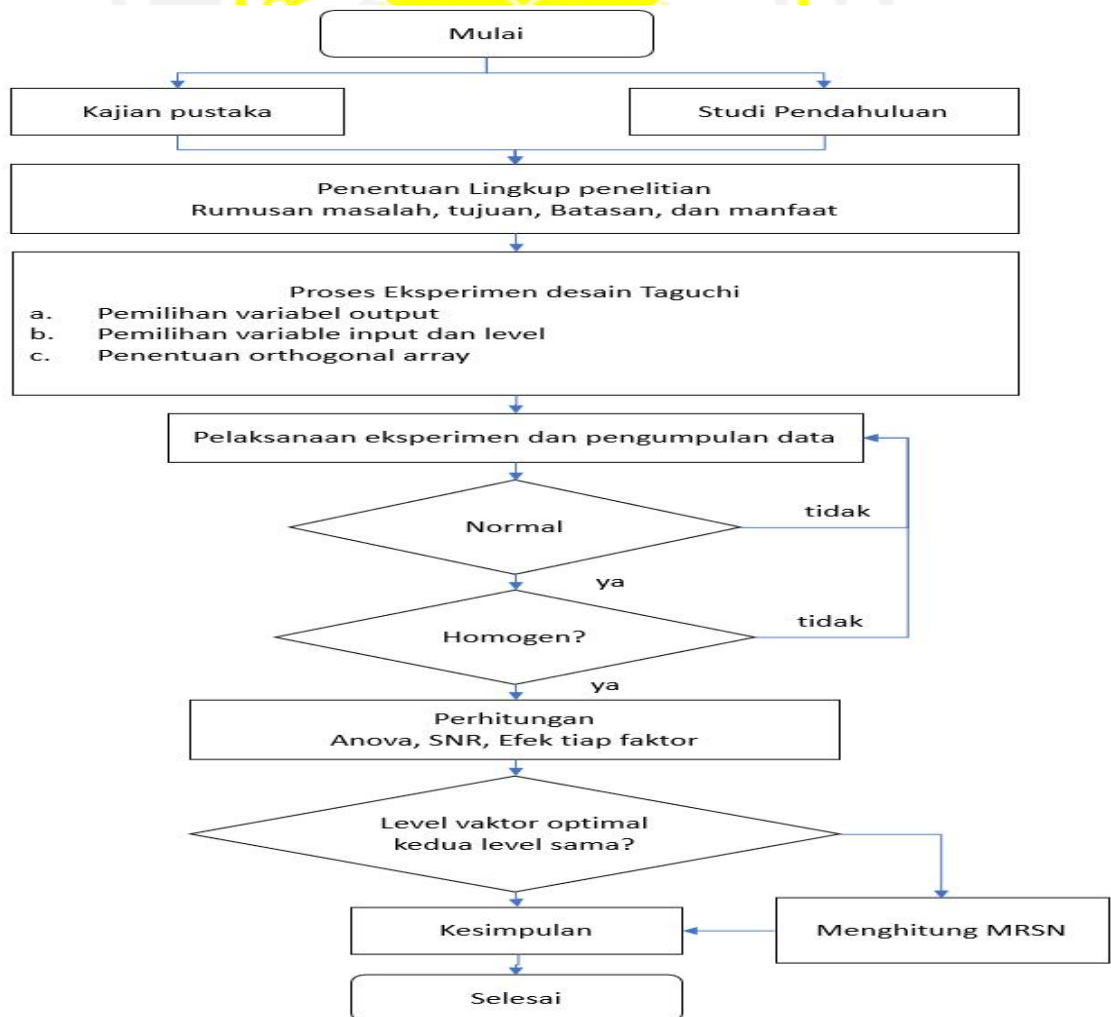 Mulai
Kajian pustaka
Studi Pendahuluan
Penentuan Lingkup penelitian
Rumusan masalah, tujuan, Batasan, dan manfaat
Proses Eksperimen desain Taguchi
a. Pemilihan variabel output
b. Pemilihan variable input dan level
c. Penentuan orthogonal array
Pelaksanaan eksperimen dan pengumpulan data
Normal
tidak
ya
Homogen?
tidak
ya
Perhitungan
Anova, SNR, Efek tiap faktor
Level vaktor optimal
kedua level sama?
Kesimpulan
Menghitung MRSN
Selesai